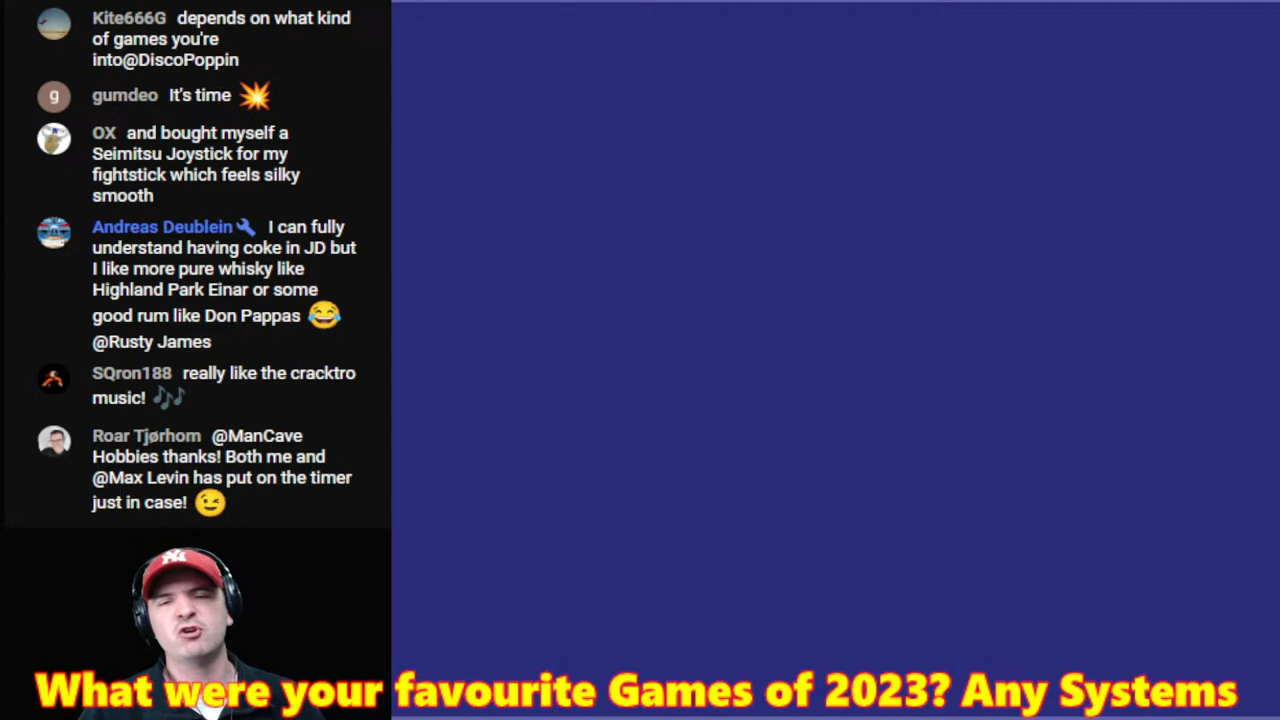 Kite666G depends on what kind
of games you're
into@DiscoPoppin
g
gumdeo It's time
OX and bought myself a
Seimitsu Joystick for my
fightstick which feels silky
smooth
Andreas Deublein I can fully
understand having coke in JD but
I like more pure whisky like
Highland Park Einar or some
good rum like Don Pappas
@Rusty James
SQron188 really like the cracktro
music!
Roar Tjørhom @ManCave
Hobbies thanks! Both me and
@Max Levin has put on the timer
just in case!
NY
What were your favourite Games of 2023? Any Systems